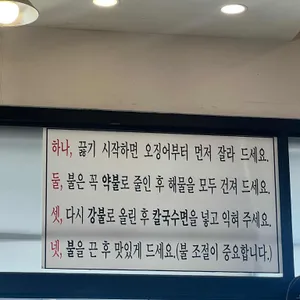 하나, 끓기 시작하면 오징어부터 먼저 잘라 드세요.
둘, 불은 꼭 약불로 줄인 후 해물을 모두 건져 드세요.
셋, 다시 강불로 올린 후 칼국수면을 넣고 익혀 주세요.
넷, 불을 끈 후 맛있게 드세요.(불 조절이 중요합니다.)